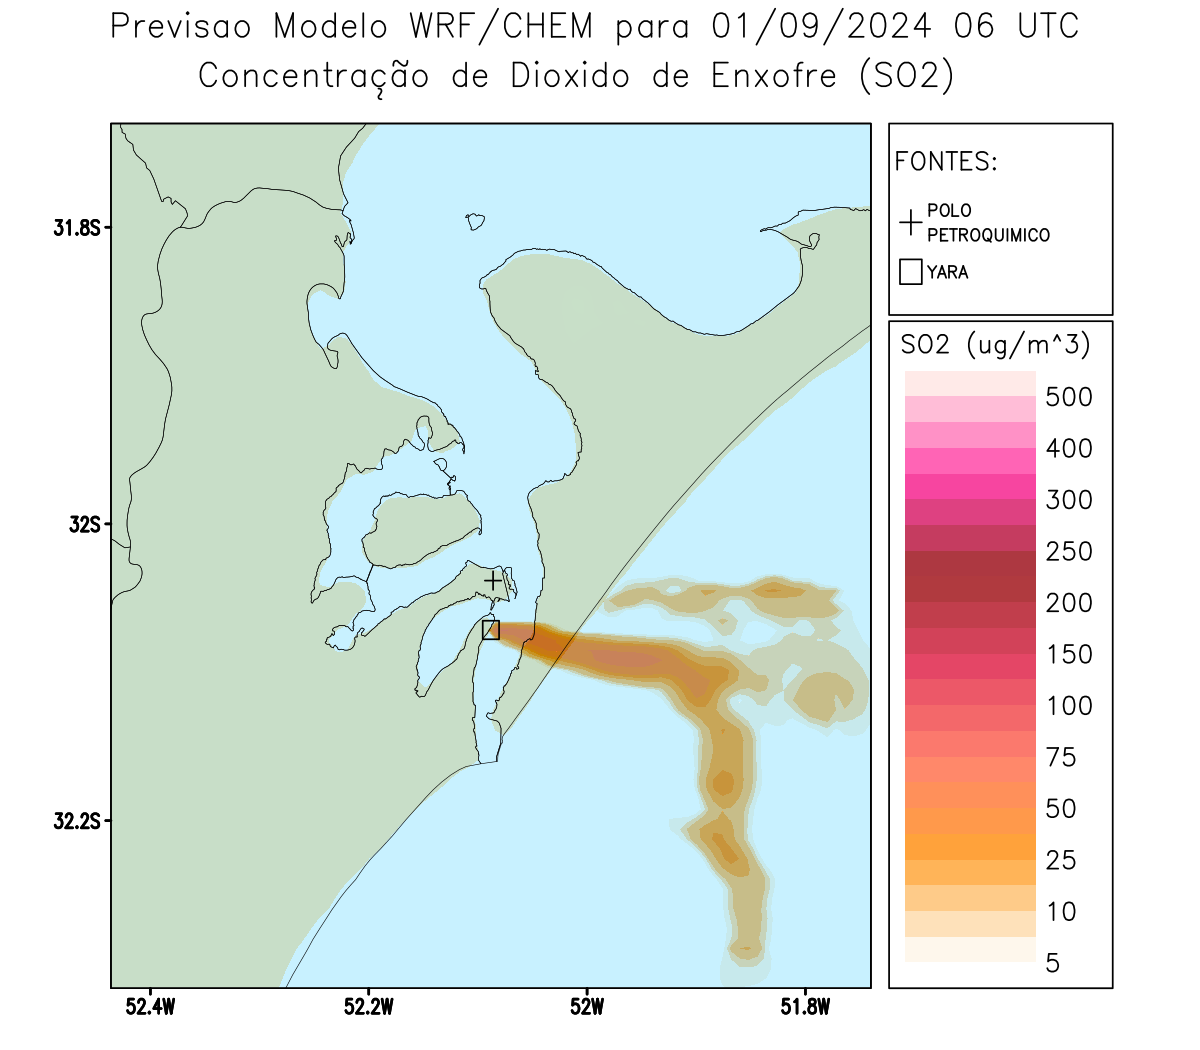 Previsao Modelo WRF/CHEM para 01/09/2024 06 UTC
Concentração de Dioxido de Enxofre (SO2)
FONTES:
POLO
PETROQUIMICO
YARA
SO2 (ug/m^3)
500
400
300
250
200
150
100
75
50
25
10
5
31.8S
32S
32.2S
52.4W
52.2W
52W
51.8W